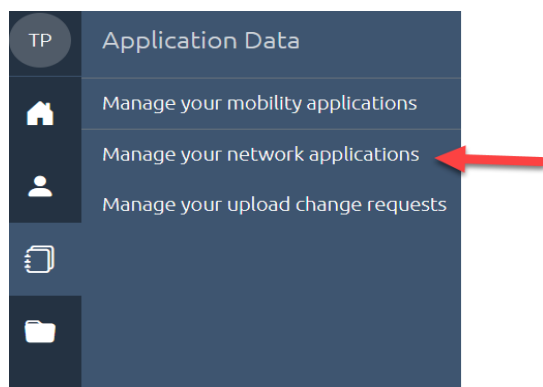 TP
Application Data
Manage your mobility applications
Manage your network applications
Manage your upload change requests